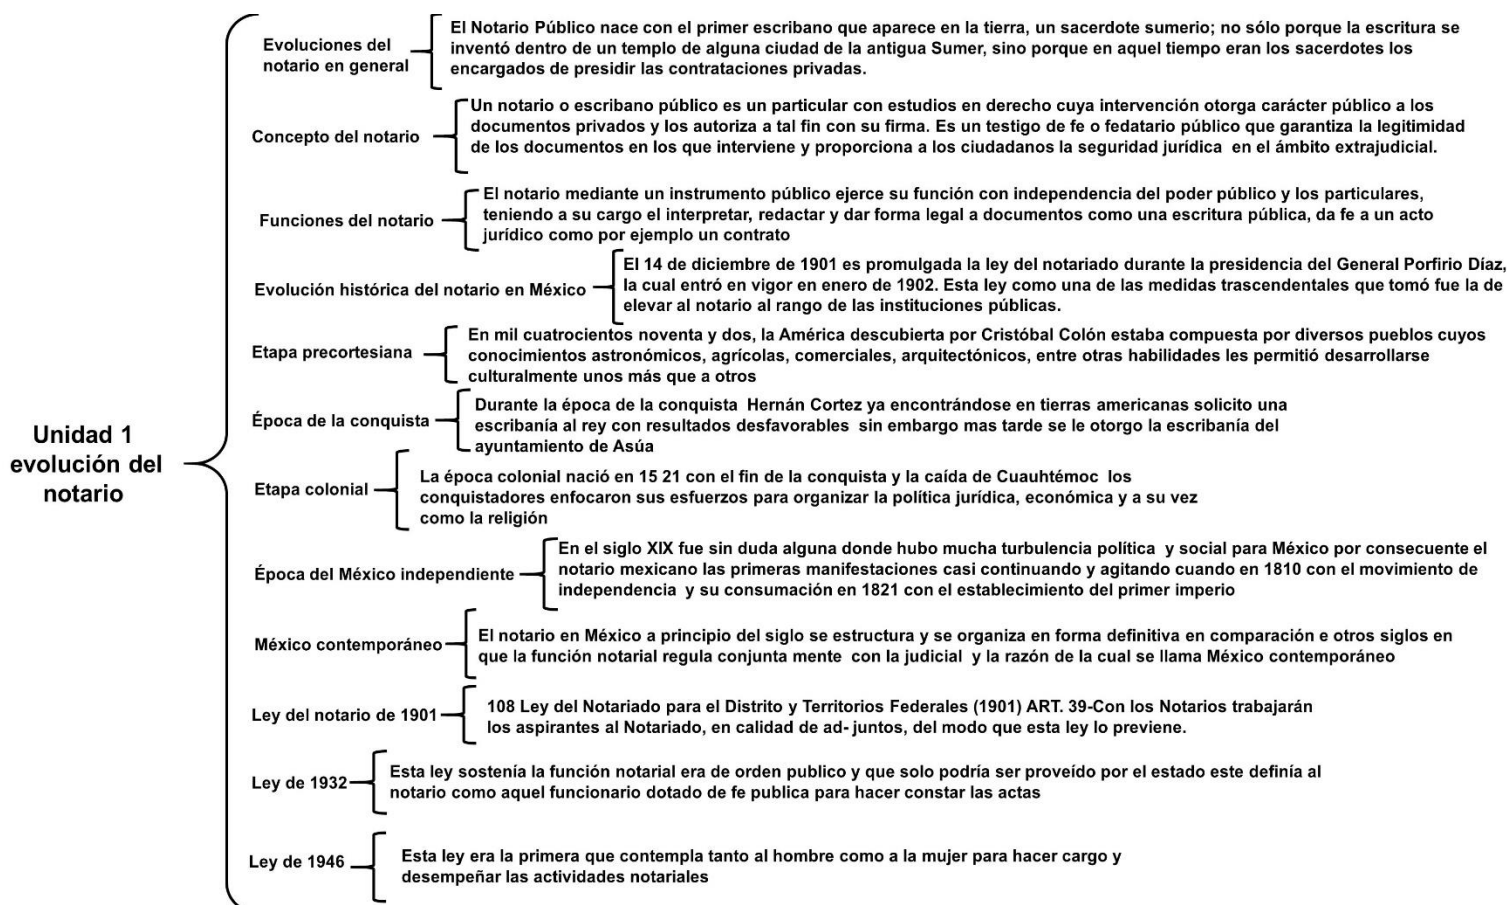 Unidad 1
evolución del
notario
Evoluciones del
notario en general
El Notario Público nace con el primer escribano que aparece en la tierra, un sacerdote sumerio; no sólo porque la escritura se
inventó dentro de un templo de alguna ciudad de la antigua Sumer, sino porque en aquel tiempo eran los sacerdotes los
encargados de presidir las contrataciones privadas.
Concepto del notario
Un notario o escribano público es un particular con estudios en derecho cuya intervención otorga carácter público a los
documentos privados y los autoriza a tal fin con su firma. Es un testigo de fe o fedatario público que garantiza la legitimidad
de los documentos en los que interviene y proporciona a los ciudadanos la seguridad jurídica en el ámbito extrajudicial.
Funciones del notario
El notario mediante un instrumento público ejerce su función con independencia del poder público y los particulares,
teniendo a su cargo el interpretar, redactar y dar forma legal a documentos como una escritura pública, da fe a un acto
jurídico como por ejemplo un contrato
Evolución histórica del notario en México
El 14 de diciembre de 1901 es promulgada la ley del notariado durante la presidencia del General Porfirio Díaz,
la cual entró en vigor en enero de 1902. Esta ley como una de las medidas trascendentales que tomó fue la de
elevar al notario al rango de las instituciones públicas.
Etapa precortesiana
En mil cuatrocientos noventa y dos, la América descubierta por Cristóbal Colón estaba compuesta por diversos pueblos cuyos
conocimientos astronómicos, agrícolas, comerciales, arquitectónicos, entre otras habilidades les permitió desarrollarse
culturalmente unos más que a otros
Época de la conquista
Durante la época de la conquista Hernán Cortez ya encontrándose en tierras americanas solicito una
escribanía al rey con resultados desfavorables sin embargo mas tarde se le otorgo la escribanía del
ayuntamiento de Asúa
Etapa colonial
La época colonial nació en 15 21 con el fin de la conquista y la caída de Cuauhtémoc los
conquistadores enfocaron sus esfuerzos para organizar la política jurídica, económica y a su vez
como la religión
Época del México independiente
En el siglo XIX fue sin duda alguna donde hubo mucha turbulencia política y social para México por consecuente el
notario mexicano las primeras manifestaciones casi continuando y agitando cuando en 1810 con el movimiento de
independencia y su consumación en 1821 con el establecimiento del primer imperio
México contemporáneo
El notario en México a principio del siglo se estructura y se organiza en forma definitiva en comparación e otros siglos en
que la función notarial regula conjunta mente con la judicial y la razón de la cual se llama México contemporáneo
Ley del notario de 1901
108 Ley del Notariado para el Distrito y Territorios Federales (1901) ART. 39-Con los Notarios trabajarán
los aspirantes al Notariado, en calidad de ad- juntos, del modo que esta ley lo previene.
Ley de 1932
Esta ley sostenía la función notarial era de orden publico y que solo podría ser proveído por el estado este definía al
notario como aquel funcionario dotado de fe publica para hacer constar las actas
Ley de 1946
Esta ley era la primera que contempla tanto al hombre como a la mujer para hacer cargo y
desempeñar las actividades notariales